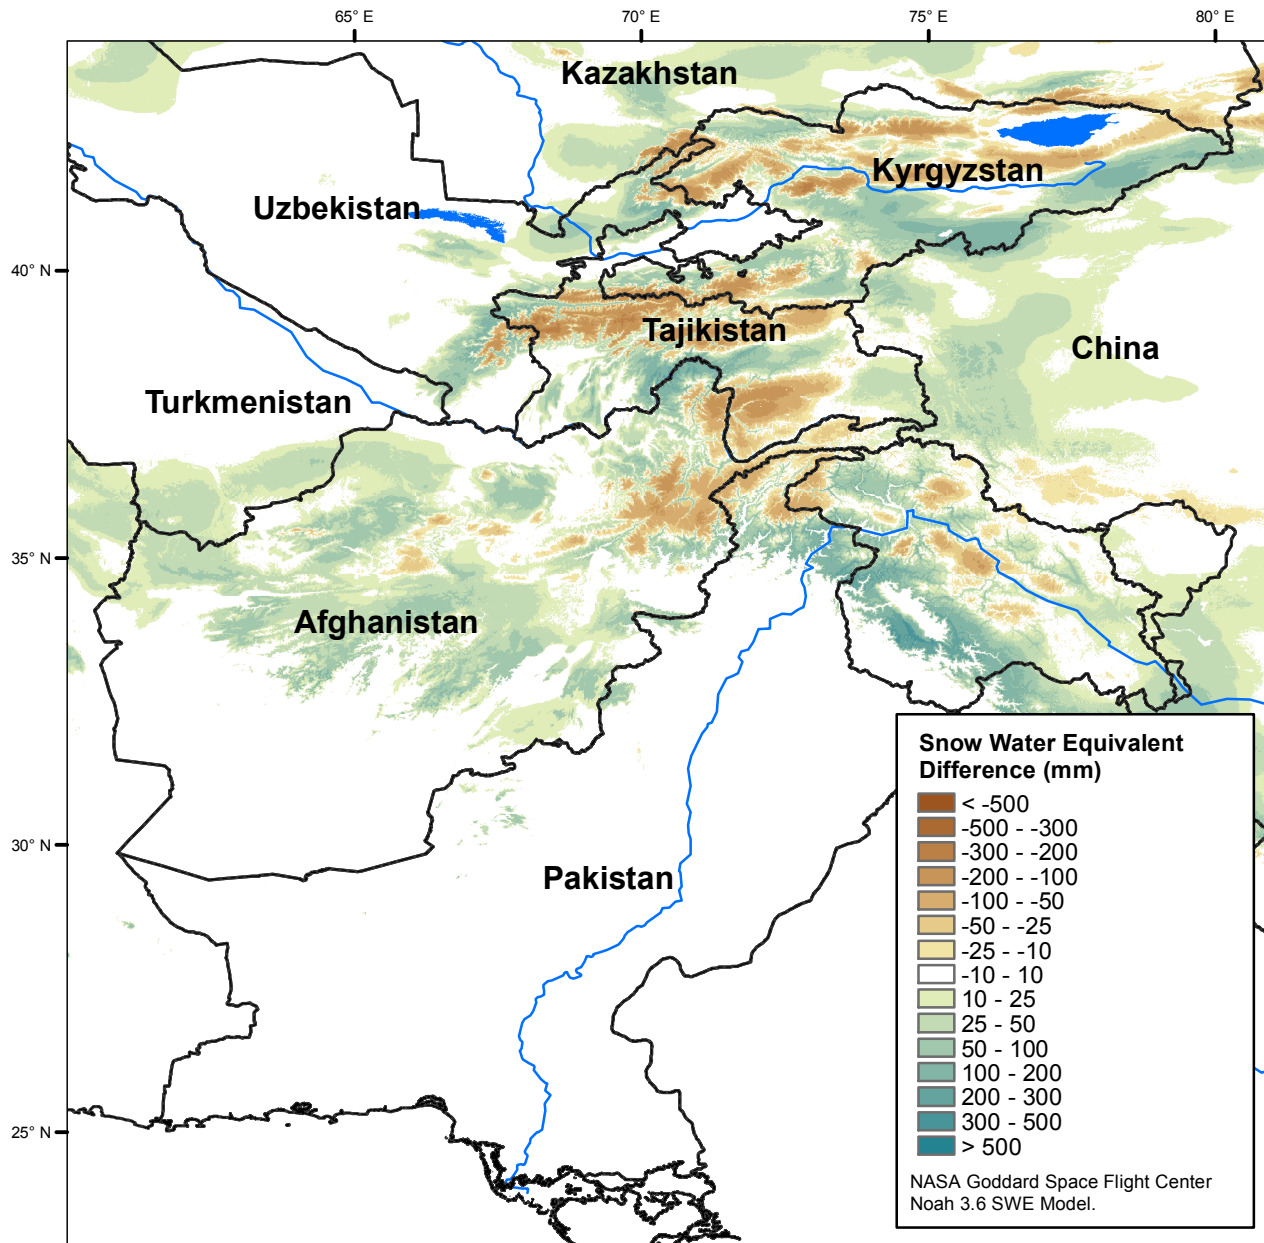 65° E
70° E
75° E
80° E
Kazakhstan
Kyrgyzstan
Uzbekistan
40° N
Tajikistan
China
Turkmenistan
35° N
Afghanistan
30° N
Pakistan
25° N
Snow Water Equivalent
Difference (mm)
< -500
-500 - -300
-300 - -200
-200 - -100
-100 - -50
-50 - -25
-25 - -10
-10 - 10
10 - 25
25 - 50
50 - 100
100 - 200
200 - 300
300 - 500
> 500
NASA Goddard Space Flight Center
Noah 3.6 SWE Model.